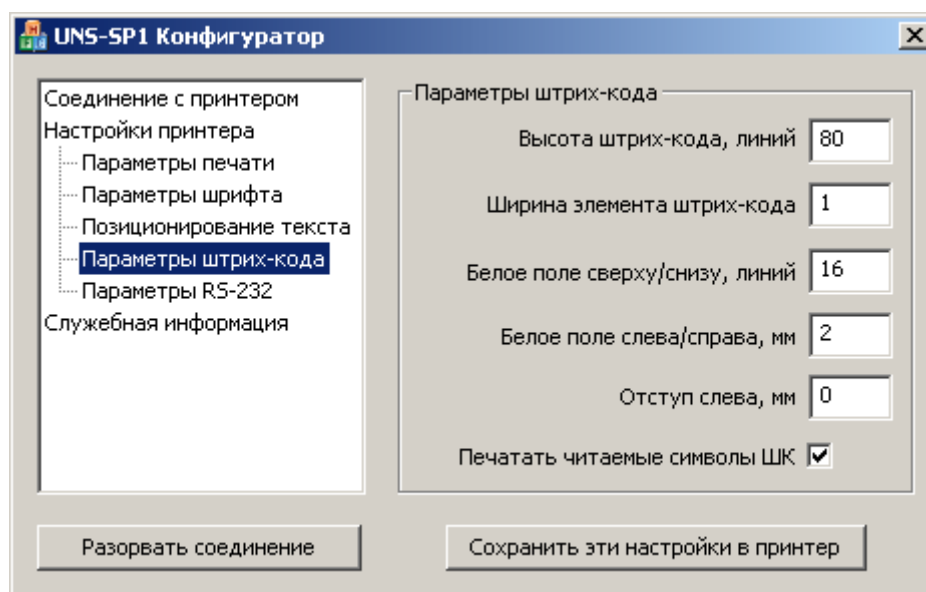 UNS-SP1 Конфигуратор
Соединение с принтером
Настройки принтера
Параметры печати
Параметры шрифта
Позиционирование текста
Параметры штрих-кода
Параметры RS-232
Служебная информация
Параметры штрих-кода
Высота штрих-кода, линий 80
Ширина элемента штрих-кода 1
Белое поле сверху/снизу, линий 16
Белое поле слева/справа, мм 2
Отступ слева, мм 0
Печатать читаемые символы ШК
Разорвать соединение
Сохранить эти настройки в принтер